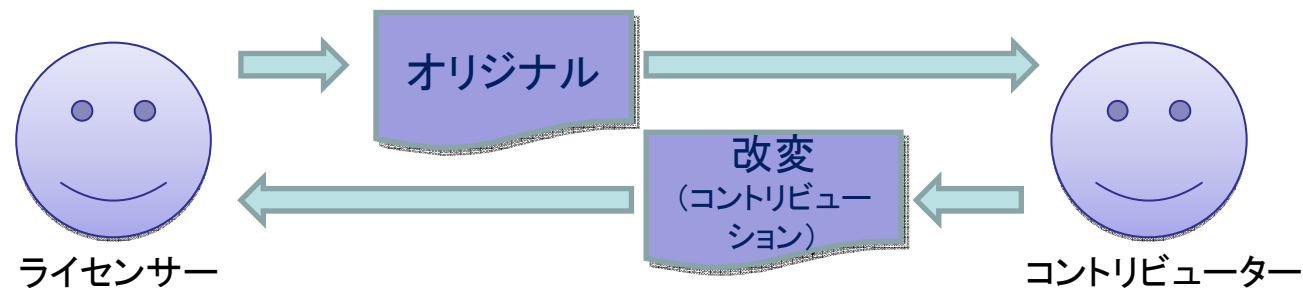 オリジナル
改変
（コントリビュー
ション）
ライセンサー
コントリビューター